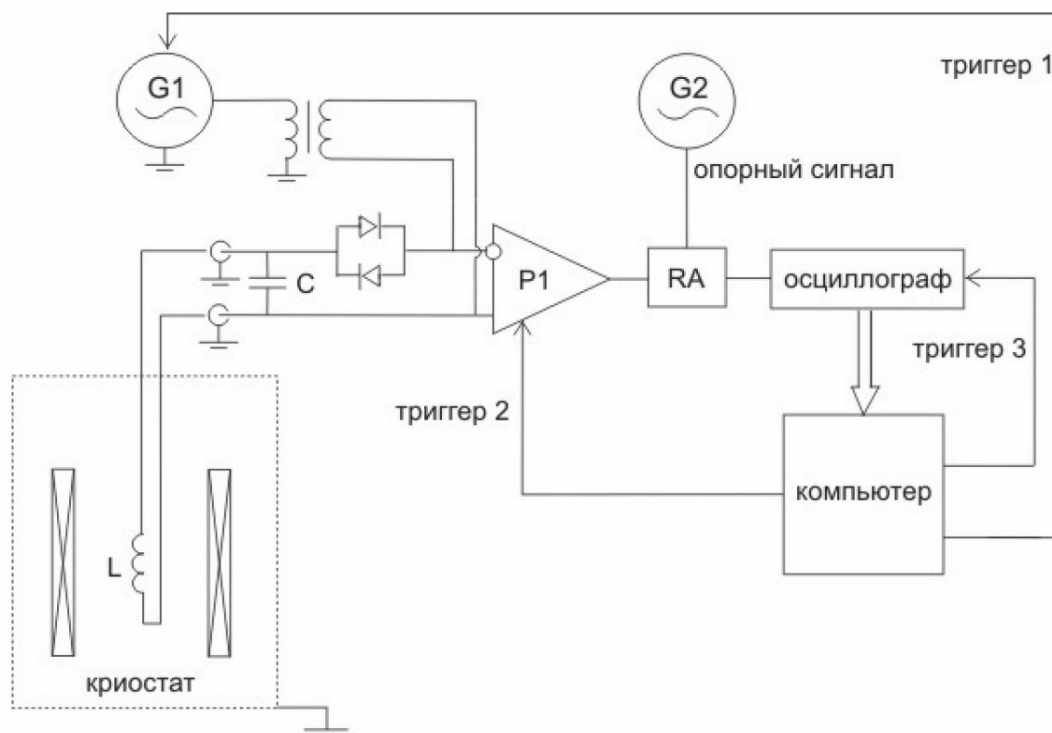 триггер 1
G1
G2
опорный сигнал
C
P1
RA
осциллограф
триггер 3
триггер 2
компьютер
L
криостат